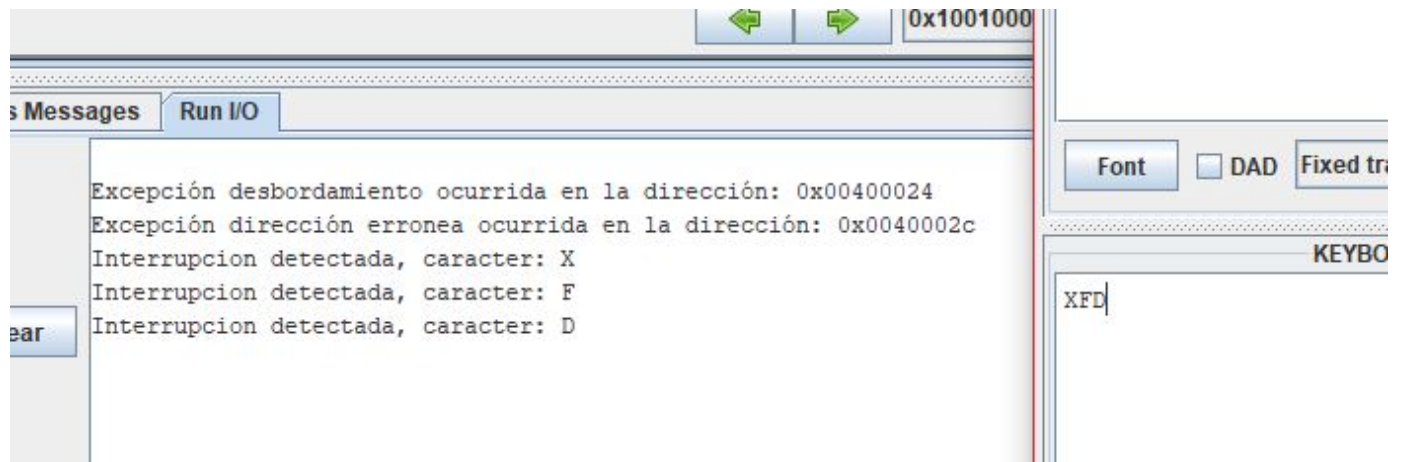 0x1001000
s Messages
Run I/O
ear
Excepción desbordamiento ocurrida en la dirección: 0x00400024
Excepción dirección erronea ocurrida en la dirección: 0x0040002c
Interrupcion detectada, caracter: X
Interrupcion detectada, caracter: F
Interrupcion detectada, caracter: D
Font
DAD
Fixed tra
KEYBO
XFD